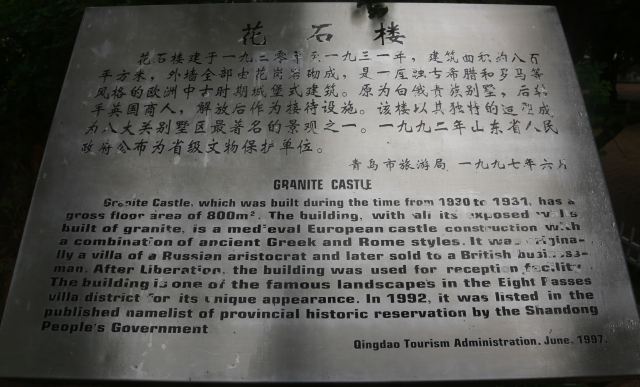 花石楼
花石楼建于一九二零年至一九三一年，建筑面积约八百
平方米，外墙全部由花岗岩砌成，是一座融古希腊和罗马等
风格的欧洲中古时期城堡式建筑。原为白俄贵族别墅，后转
手英国商人，解放后作为接待设施。该楼以其独特的造型成
为八大关别墅区最著名的景观之一。一九九二年山东省人民
政府公布为省级文物保护单位。
青岛市旅游局 一九九七年六月
GRANITE CASTLE
Granite Castle, which was built during the time from 1930 to 1931, has a
gross floor area of 800m². The building, with all its exposed walls
built of granite, is a medieval European castle construction with
a combination of ancient Greek and Rome styles. It was origina-
lly a villa of a Russian aristocrat and later sold to a British business-
man. After Liberation, the building was used for reception facility.
The building is one of the famous landscapes in the Eight Passes
villa district for its unique appearance. In 1992, it was listed in the
published namelist of provincial historic reservation by the Shandong
People's Government
Qingdao Tourism Administration. June. 1997.